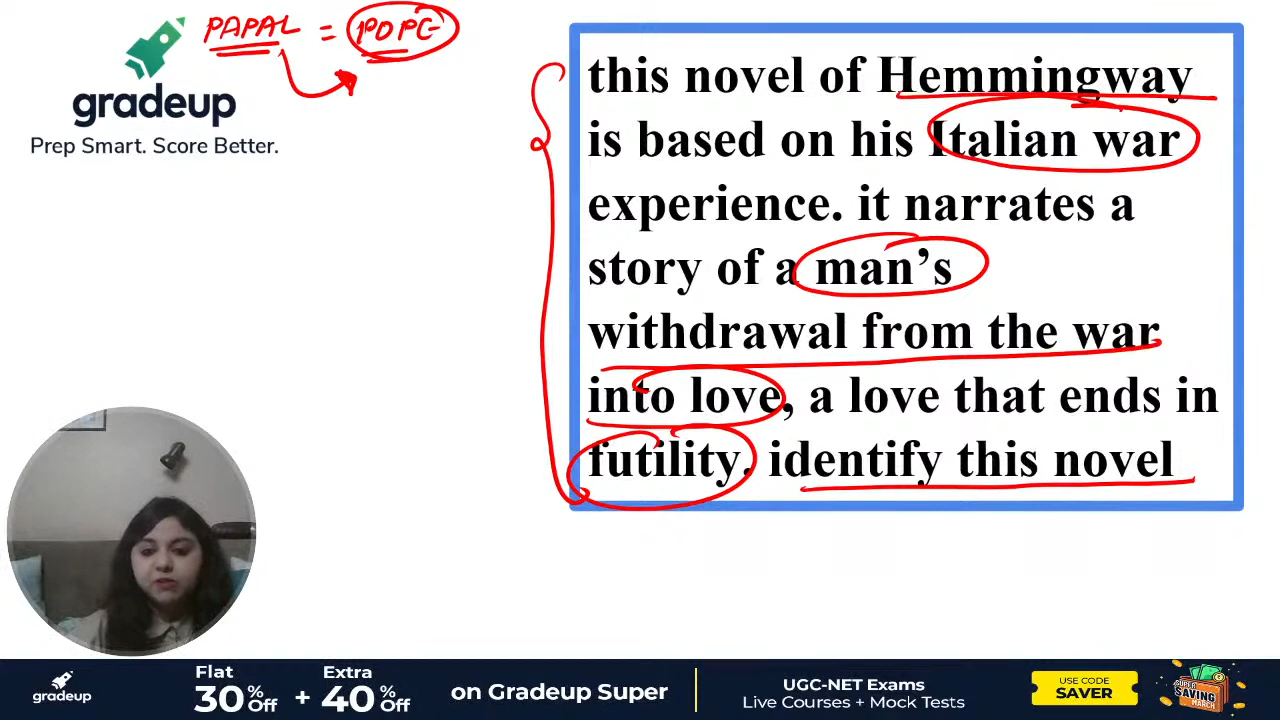 PAPAL = POPE
gradeup
Prep Smart. Score Better.
this novel of Hemmingway
is based on his Italian war
experience. it narrates a
story of a man’s
withdrawal from the war
into love, a love that ends in
futility. identify this novel
gradeup
Flat 30% Off + Extra 40% Off
on Gradeup Super
UGC-NET Exams
Live Courses + Mock Tests
USE CODE
SAVER
SUPER
SAVING
MARCH